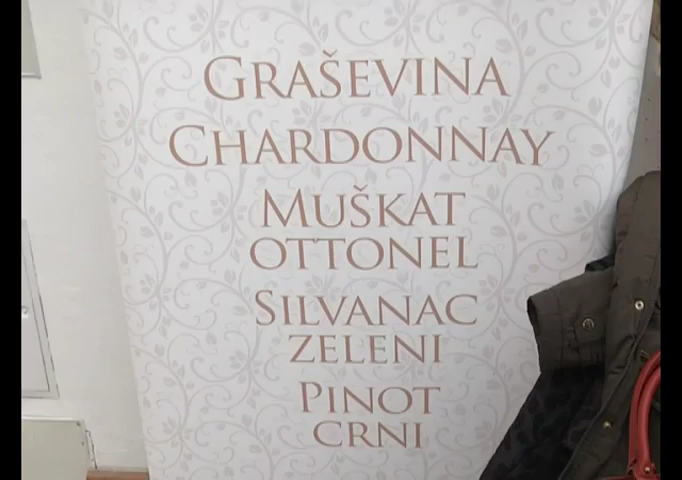 GRAŠEVINA
CHARDONNAY
MUŠKAT
OTTONEL
SILVANAC
ZELENI
PINOT
CRNI